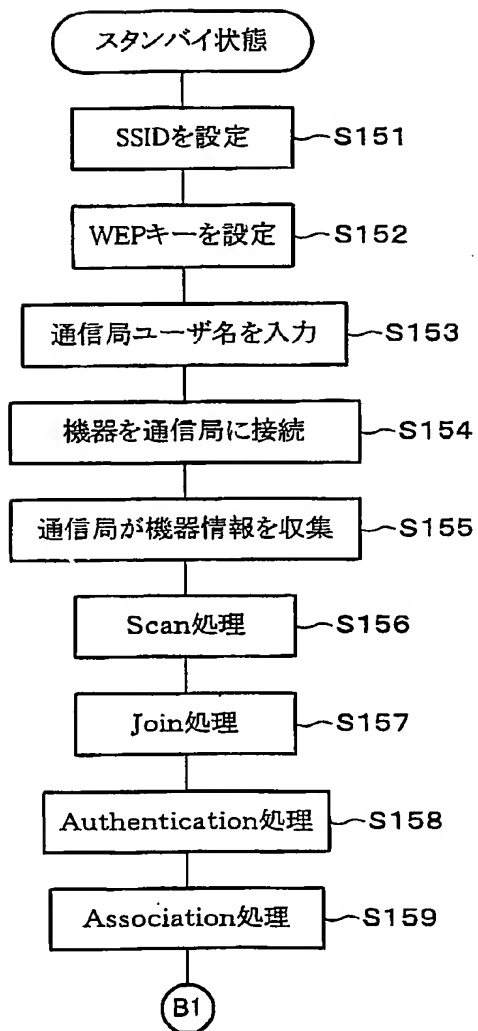 スタンバイ状態
SSIDを設定 S151
WEPキーを設定 S152
通信局ユーザ名を入力 S153
機器を通信局に接続 S154
通信局が機器情報を収集 S155
Scan処理 S156
Join処理 S157
Authentication処理 S158
Association処理 S159
B1